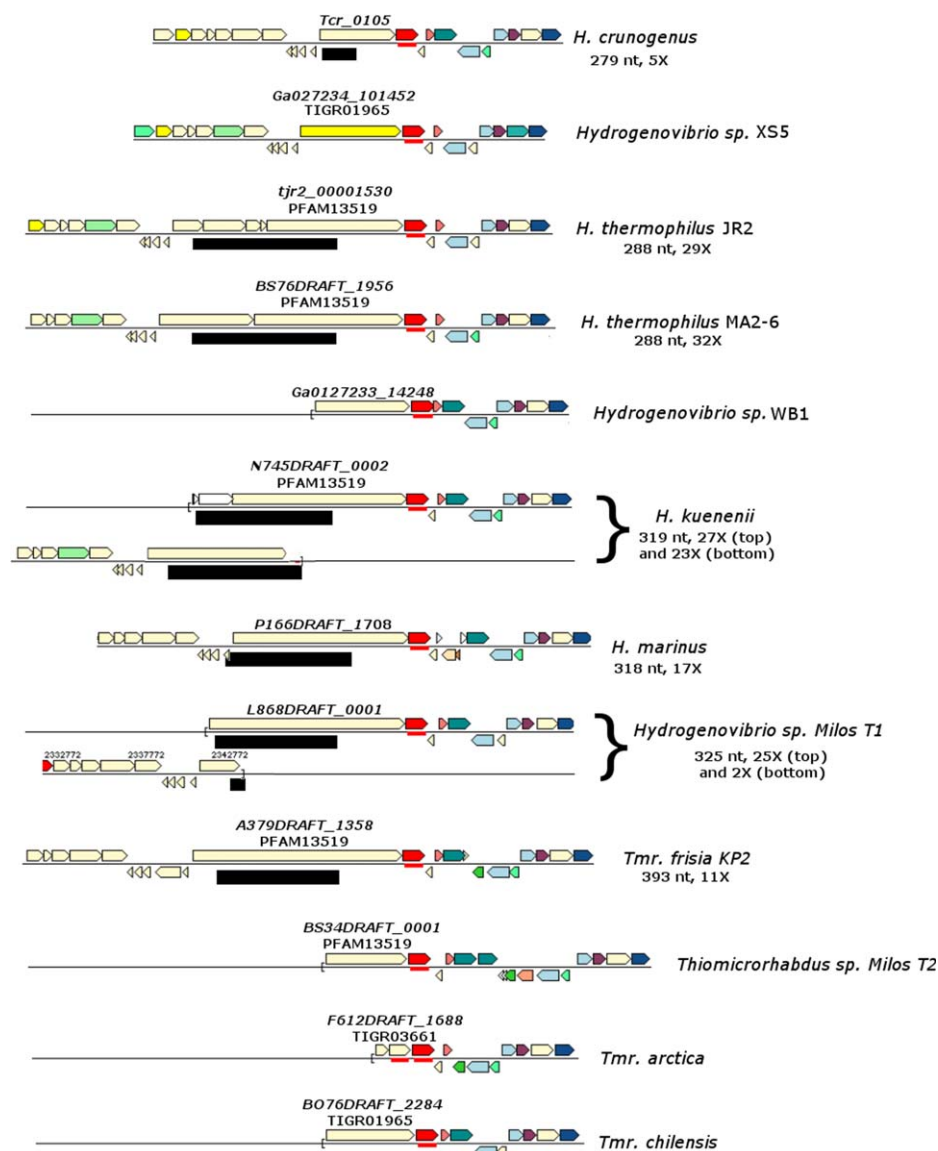 Tcr_0105
H. crunogenus
279 nt, 5X
Ga027234_101452
TIGR01965
Hydrogenovibrio sp. XS5
tjr2_00001530
PFAM13519
H. thermophilus JR2
288 nt, 29X
BS76DRAFT_1956
PFAM13519
H. thermophilus MA2-6
288 nt, 32X
Ga0127233_14248
Hydrogenovibrio sp. WB1
N745DRAFT_0002
PFAM13519
H. kuenenii
319 nt, 27X (top)
and 23X (bottom)
P166DRAFT_1708
H. marinus
318 nt, 17X
L868DRAFT_0001
Hydrogenovibrio sp. Milos T1
325 nt, 25X (top)
and 2X (bottom)
2332772 2337772 2342772
A379DRAFT_1358
PFAM13519
Tmr. frisia KP2
393 nt, 11X
BS34DRAFT_0001
PFAM13519
Thiomicrorhabdus sp. Milos T2
F612DRAFT_1688
TIGR03661
Tmr. arctica
BO76DRAFT_2284
TIGR01965
Tmr. chilensis